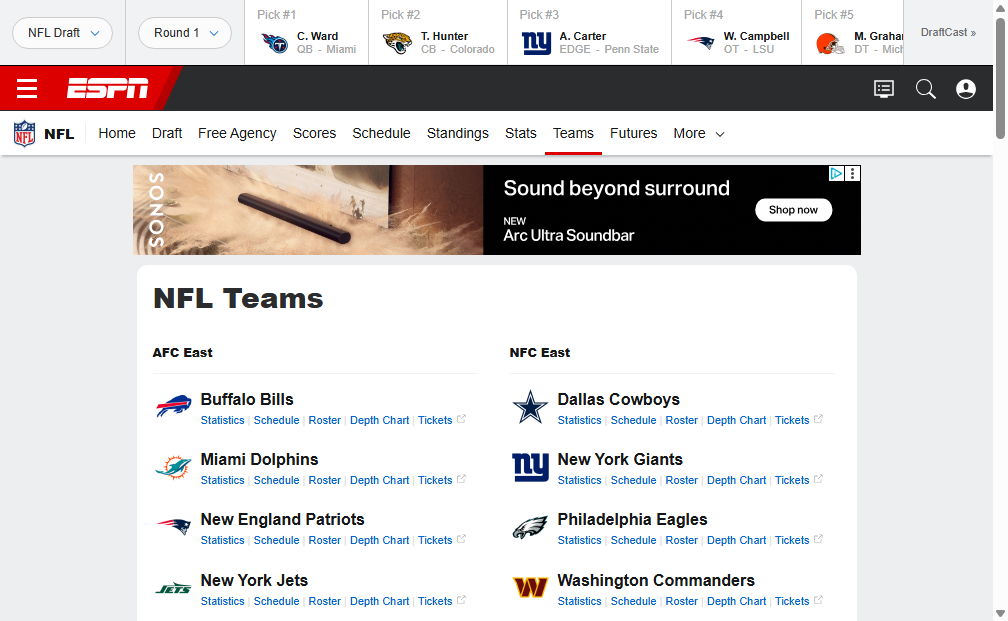 NFL Draft
Round 1
Pick #1
C. Ward
QB - Miami
Pick #2
T. Hunter
CB - Colorado
Pick #3
A. Carter
EDGE - Penn State
Pick #4
W. Campbell
OT - LSU
Pick #5
M. Graha
DT - Mich
DraftCast »
ESPN
NFL
Home
Draft
Free Agency
Scores
Schedule
Standings
Stats
Teams
Futures
More
SONOS
Sound beyond surround
NEW
Arc Ultra Soundbar
Shop now
NFL Teams
AFC East
Buffalo Bills
Statistics | Schedule | Roster | Depth Chart | Tickets
Miami Dolphins
Statistics | Schedule | Roster | Depth Chart | Tickets
New England Patriots
Statistics | Schedule | Roster | Depth Chart | Tickets
JETS
New York Jets
Statistics | Schedule | Roster | Depth Chart | Tickets
NFC East
Dallas Cowboys
Statistics | Schedule | Roster | Depth Chart | Tickets
ny
New York Giants
Statistics | Schedule | Roster | Depth Chart | Tickets
Philadelphia Eagles
Statistics | Schedule | Roster | Depth Chart | Tickets
W
Washington Commanders
Statistics | Schedule | Roster | Depth Chart | Tickets